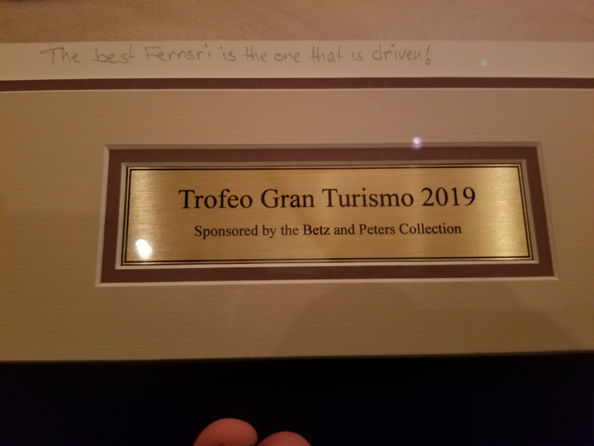 The best Ferrari is the one that is driven!
Trofeo Gran Turismo 2019
Sponsored by the Betz and Peters Collection